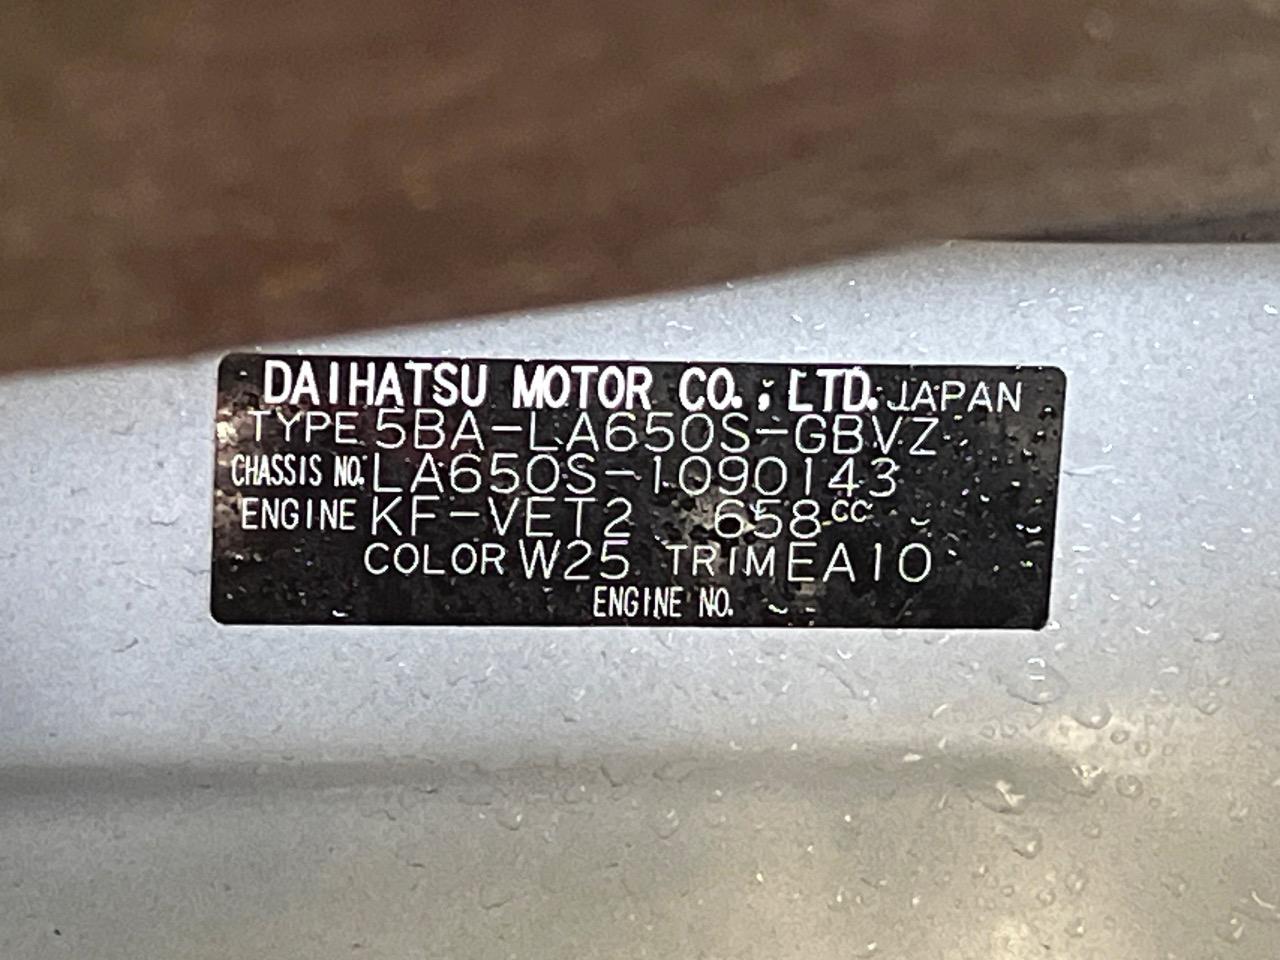 DAIHATSU MOTOR CO.,LTD. JAPAN
TYPE 5BA-LA650S-GBVZ
CHASSIS NO. LA650S-1090143
ENGINE KF-VET2 658cc
COLOR W25 TRIM EA10
ENGINE NO.